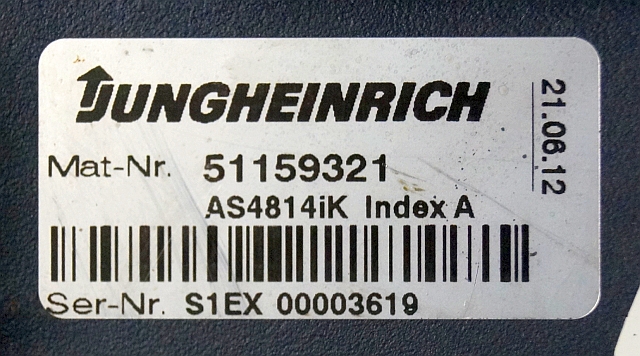 JUNGHEINRICH
21.06.12
Mat-Nr. 51159321
AS4814iK Index A
Ser-Nr. S1EX 00003619